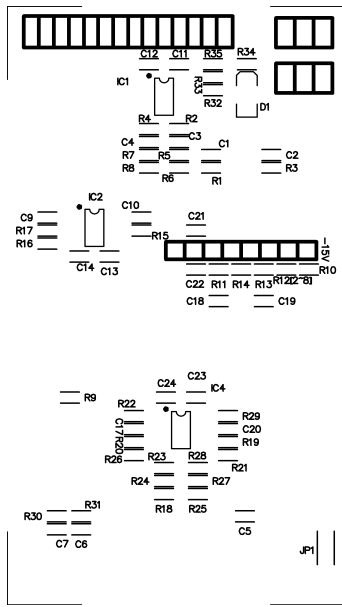 C12 C11 R35 R34
IC1 R33
R32 D1
R4 R2
C4 C3
R7 R5 C1 C2
R8 R6 R1 R3
IC2
C9 C10 C21
R17
R16 R15
-15V
C14 C13
C22 R11 R14 R13 R12[2-8] R10
C18 C19
R9 C24 C23
IC4
R22 R29
C17 C20
R20 R19
R26 R23 R28 R21
R24 R27
R18 R25
R31
R30 C5
C7 C6
JP1